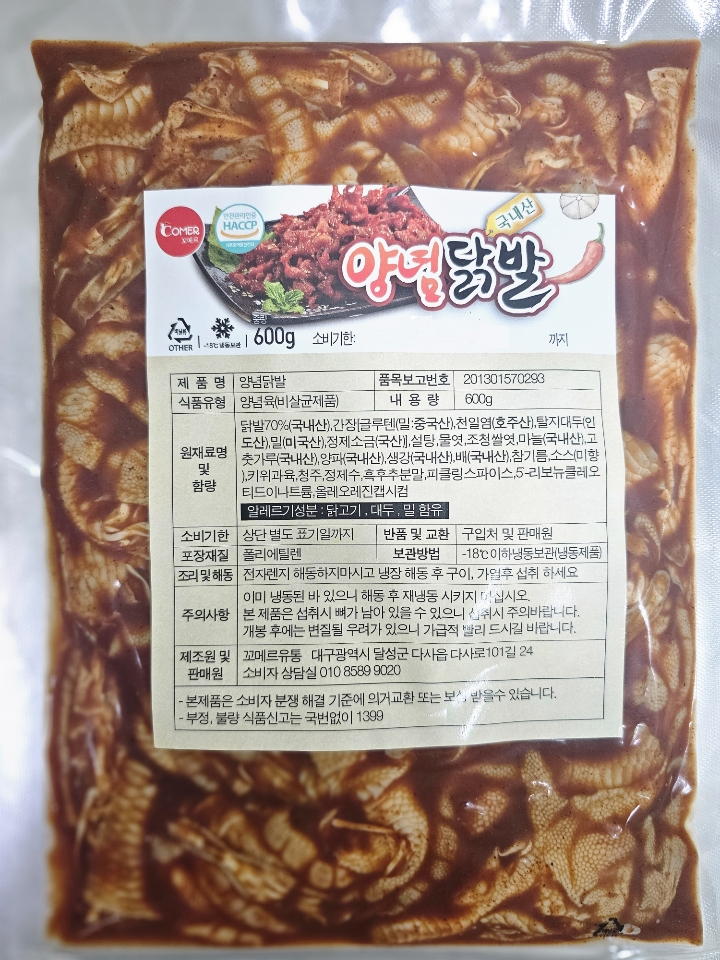 COMER
꼬메르
안전관리인증
HACCP
식품의약품안전처
국내산
양념닭발
OTHER
-18℃ 냉동보관
600g
소비기한:
까지
제 품 명 양념닭발 품목보고번호 201301570293
식품유형 양념육(비살균제품) 내 용 량 600g
원재료명 및 함량
닭발70%(국내산),간장[글루텐(밀:중국산),천일염(호주산),탈지대두(인
도산),밀(미국산),정제소금(국산)],설탕,물엿,조청쌀엿,마늘(국내산),고
춧가루(국내산),양파(국내산),생강(국내산),배(국내산),참기름,소스(미향
),키위과육,청주,정제수,흑후추분말,피클링스파이스,5'-리보뉴클레오
티드이나트륨,올레오레진캡시컴
알레르기성분 : 닭고기 , 대두 , 밀 함유
소비기한 상단 별도 표기일까지 반품 및 교환 구입처 및 판매원
포장재질 폴리에틸렌 보관방법 -18℃이하냉동보관(냉동제품)
조리 및 해동 전자렌지 해동하지마시고 냉장 해동 후 구이, 가열후 섭취 하세요
주의사항
이미 냉동된 바 있으니 해동 후 재냉동 시키지 마십시오.
본 제품은 섭취시 뼈가 남아 있을 수 있으니 섭취시 주의바랍니다.
개봉 후에는 변질될 우려가 있으니 가급적 빨리 드시길 바랍니다.
제조원 및 판매원
꼬메르유통 대구광역시 달성군 다사읍 다사로101길 24
소비자 상담실 010 8589 9020
- 본제품은 소비자 분쟁 해결 기준에 의거교환 또는 보상 받을수 있습니다.
- 부정, 불량 식품신고는 국번없이 1399